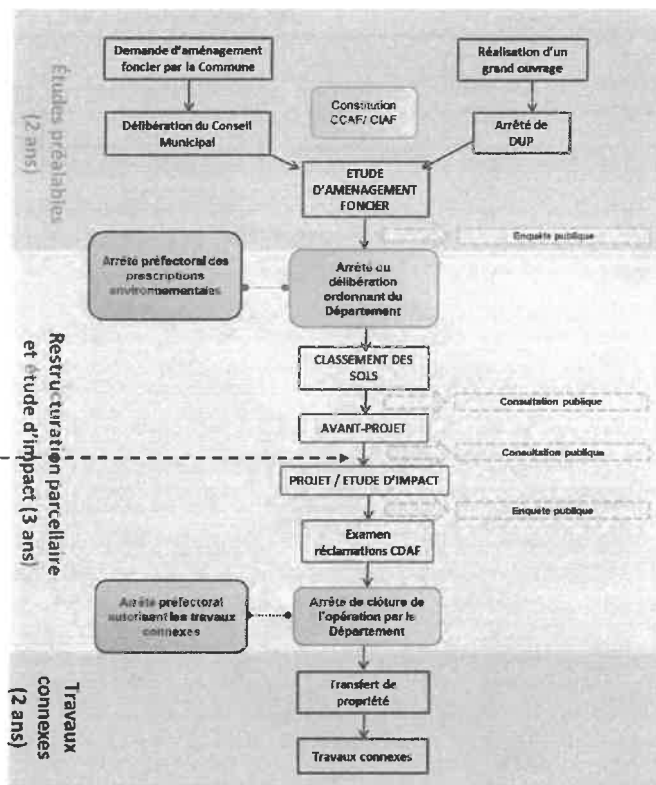 Demande d'aménagement
foncier par la Commune
Réalisation d'un
grand ouvrage
Constitution
CCAF/ CIAF
Délibération du Conseil
Municipal
Arrêté de
DUP
ETUDE
D'AMENAGEMENT
FONCIER
Études préalables
(2 ans)
Enquête publique
Arrêté préfectoral des
prescriptions
environnementales
Arrêté ou
délibération
ordonnant du
Département
CLASSEMENT DES
SOLS
Consultation publique
AVANT-PROJET
Consultation publique
PROJET / ETUDE D'IMPACT
Enquête publique
Restructuration parcellaire
et étude d'impact (3 ans)
Examen
réclamations CDAF
Arrêté préfectoral
autorisant les travaux
connexes
Arrêté de clôture de
l'opération par le
Département
Transfert de
propriété
Travaux connexes
Travaux
connexes
(2 ans)